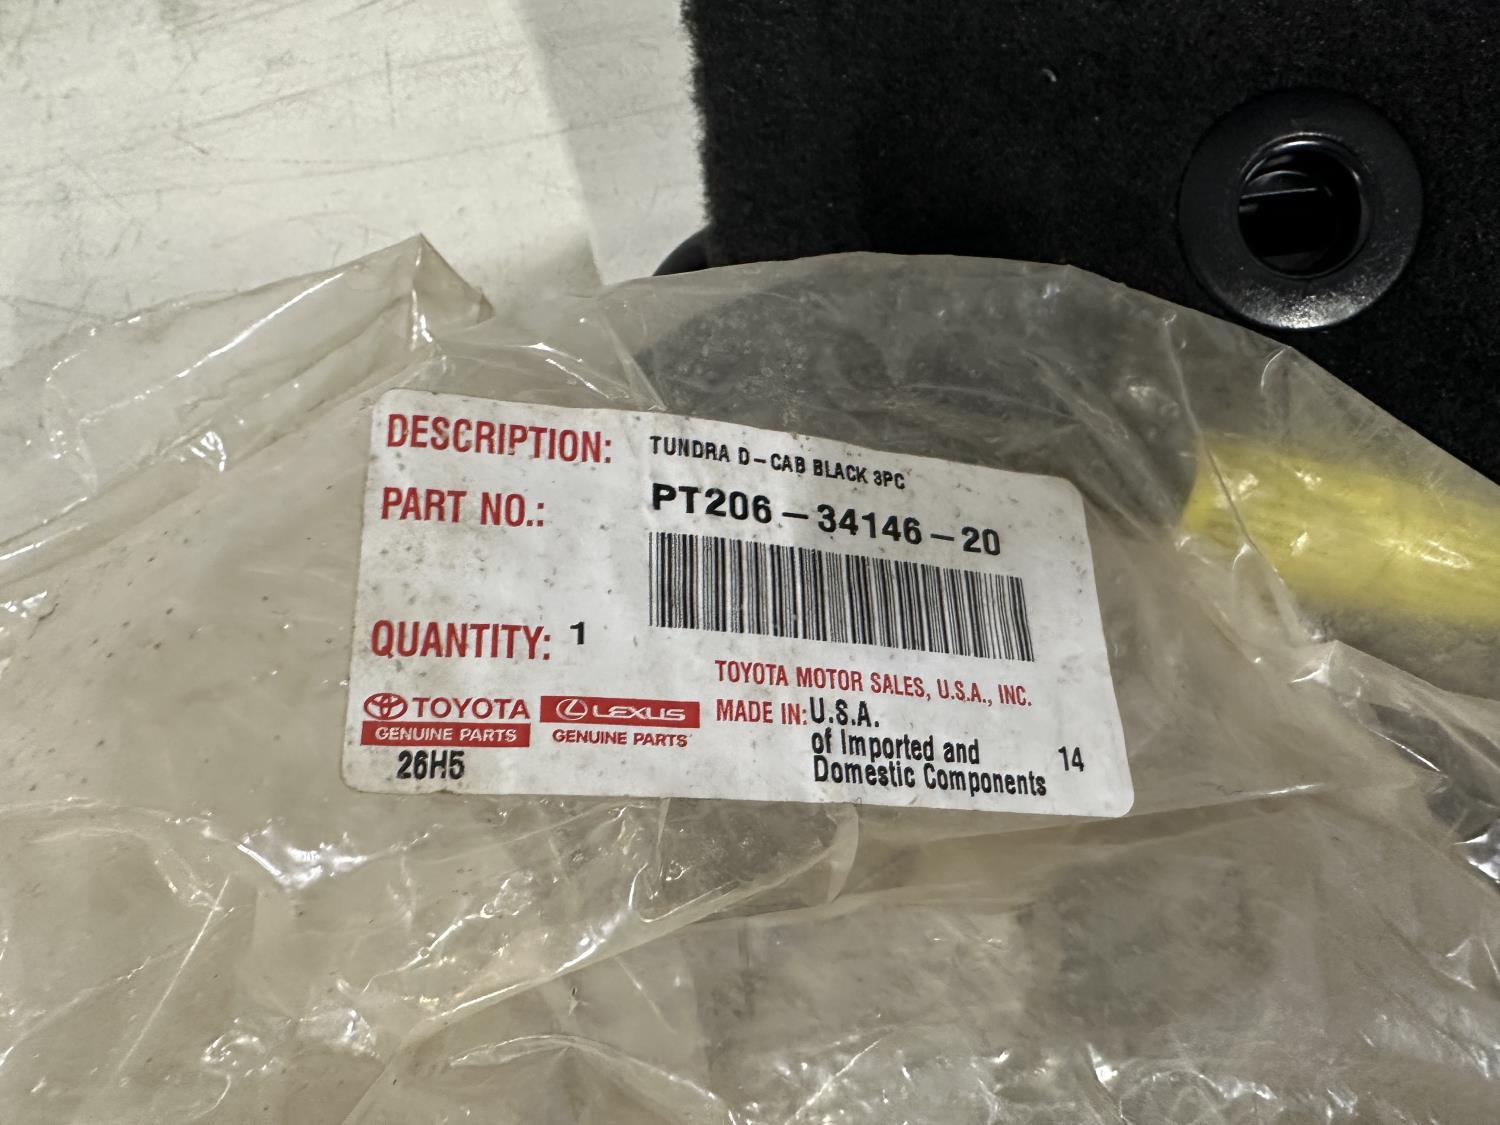 DESCRIPTION: TUNDRA D-CAB BLACK 3PC
PART NO.: PT206-34146-20
QUANTITY: 1
TOYOTA MOTOR SALES, U.S.A., INC.
TOYOTA
GENUINE PARTS
LEXUS
GENUINE PARTS
MADE IN: U.S.A.
of Imported and
Domestic Components
14
26H5